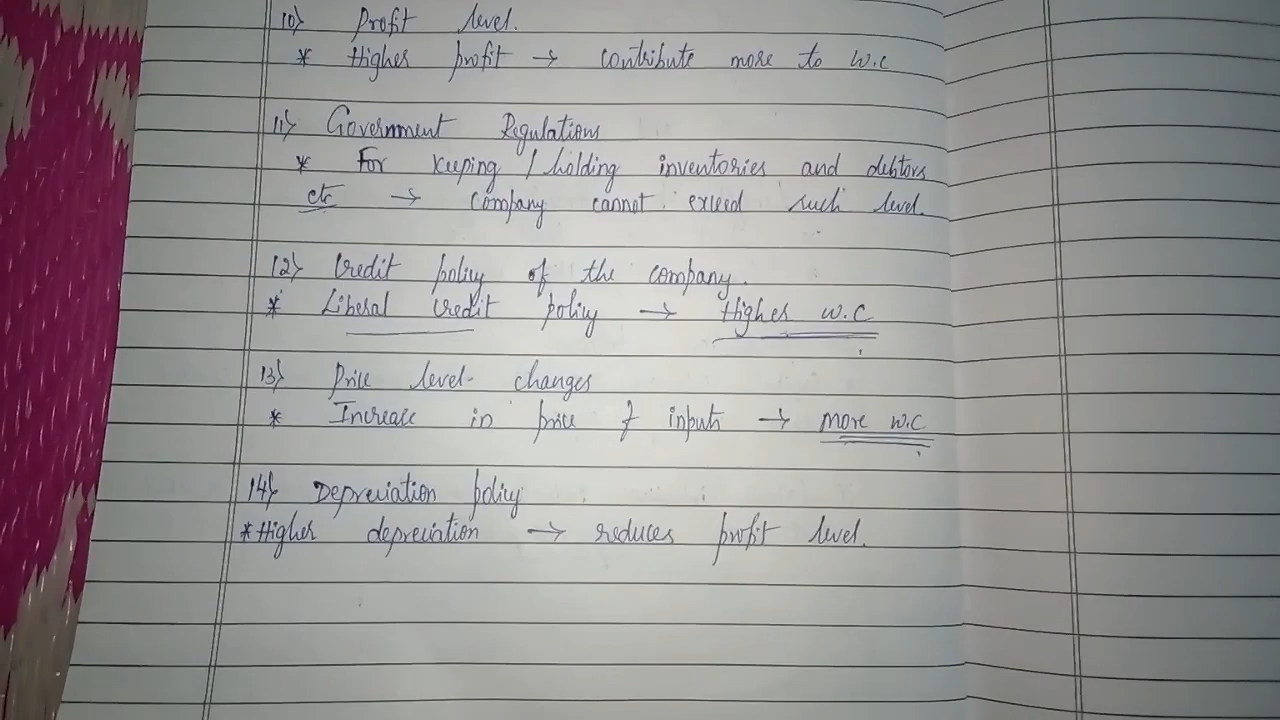 10) Profit level.
* Higher profit → contribute more to w.c
11) Government Regulations
* For keeping / holding inventories and debtors
etc → company cannot exceed such level.
12) Credit policy of the company.
* Liberal credit policy → Higher w.c
13) Price level changes
* Increase in price of inputs → more w.c
14) Depreciation policy
* Higher depreciation → reduces profit level.